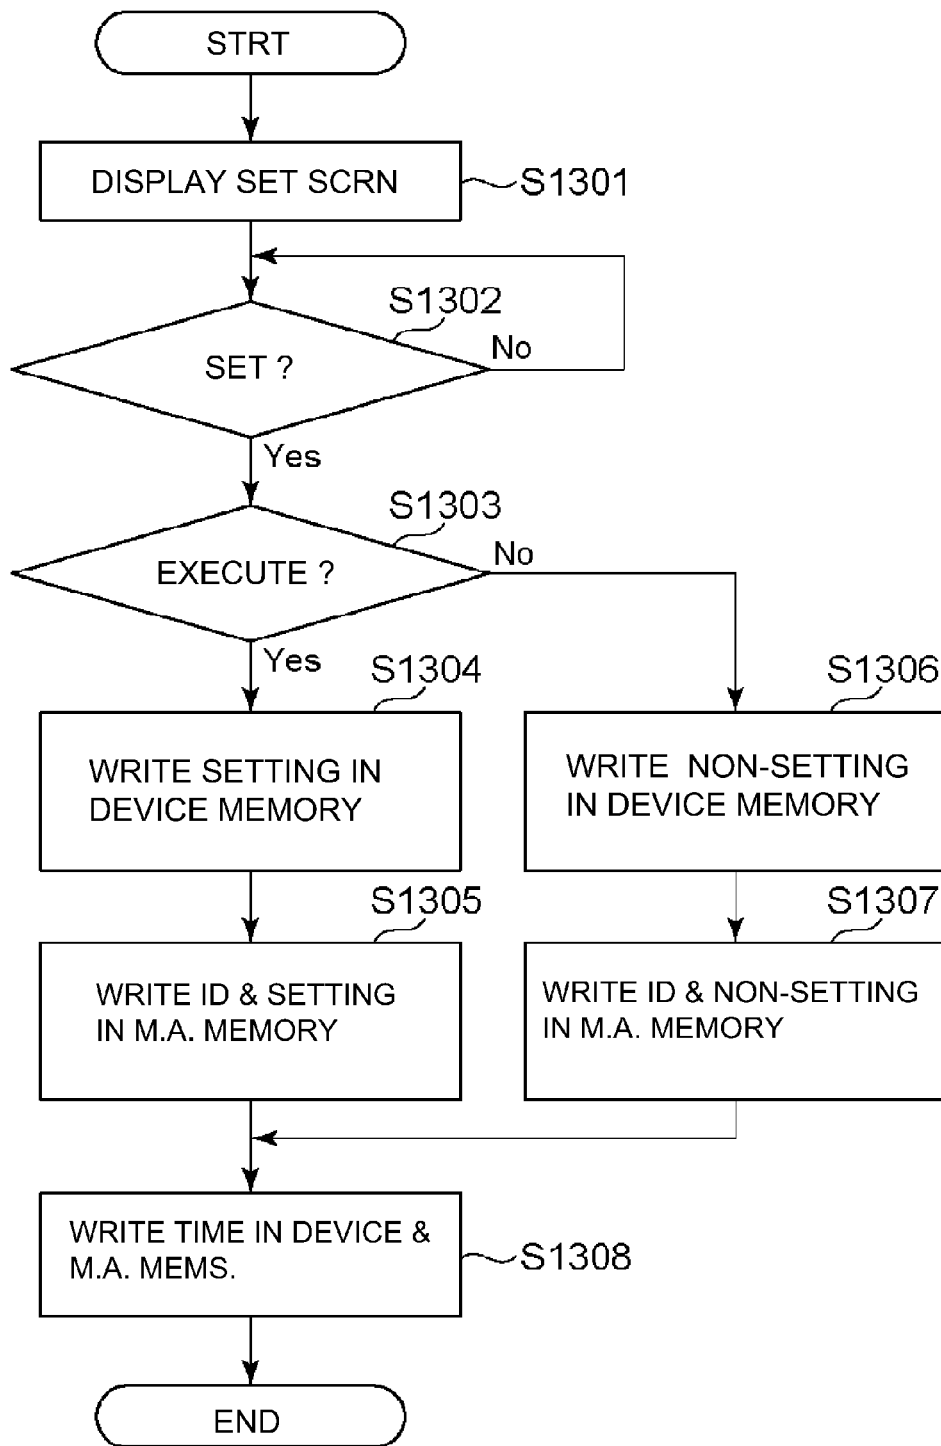 STRT
DISPLAY SET SCRN
S1301
S1302
SET ?
No
Yes
S1303
EXECUTE ?
No
Yes
S1304
S1306
WRITE SETTING IN
DEVICE MEMORY
WRITE NON-SETTING
IN DEVICE MEMORY
S1305
S1307
WRITE ID & SETTING
IN M.A. MEMORY
WRITE ID & NON-SETTING
IN M.A. MEMORY
WRITE TIME IN DEVICE &
M.A. MEMS.
S1308
END